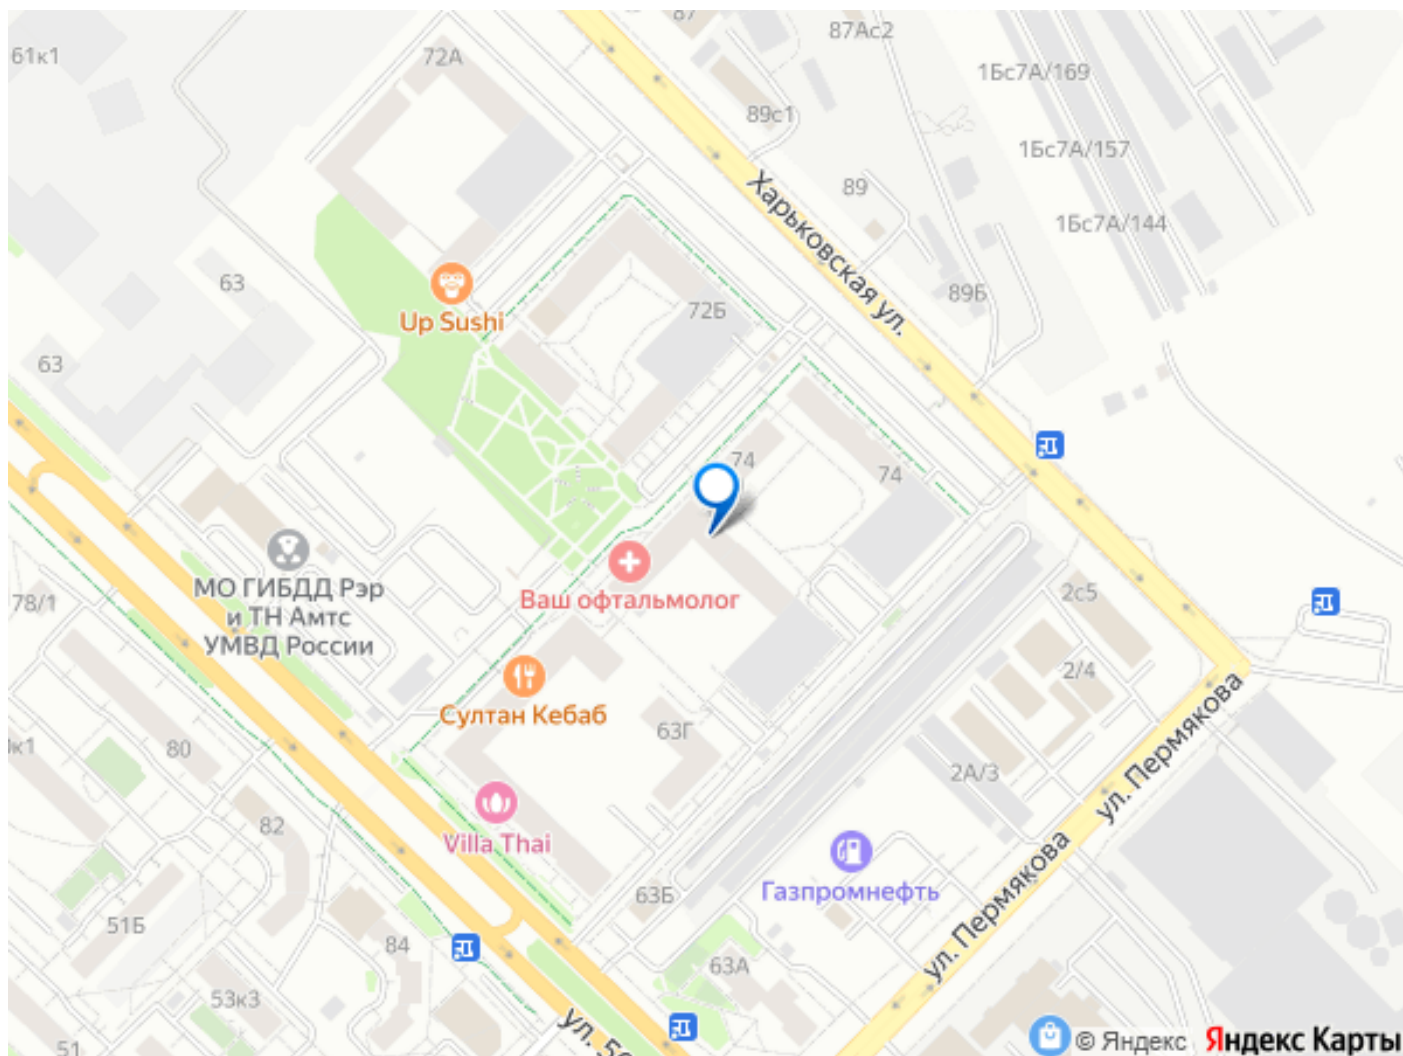 87
87Ас2
61к1
72А
1Бс7А/169
89с1
1Бс7А/157
89
Харьковская ул.
1Бс7А/144
63
89Б
72Б
Up Sushi
63
74
74
МО ГИБДД Рэр
и ТН Амтс
УМВД России
78/1
Ваш офтальмолог
2с5
2/4
Султан Кебаб
63Г
ул. Пермякова
80
2А/3
82
Villa Thai
Газпромнефть
63Б
ул. Пермякова
51Б
84
63А
53к3
ул. 50
51
© Яндекс Яндекс Карты